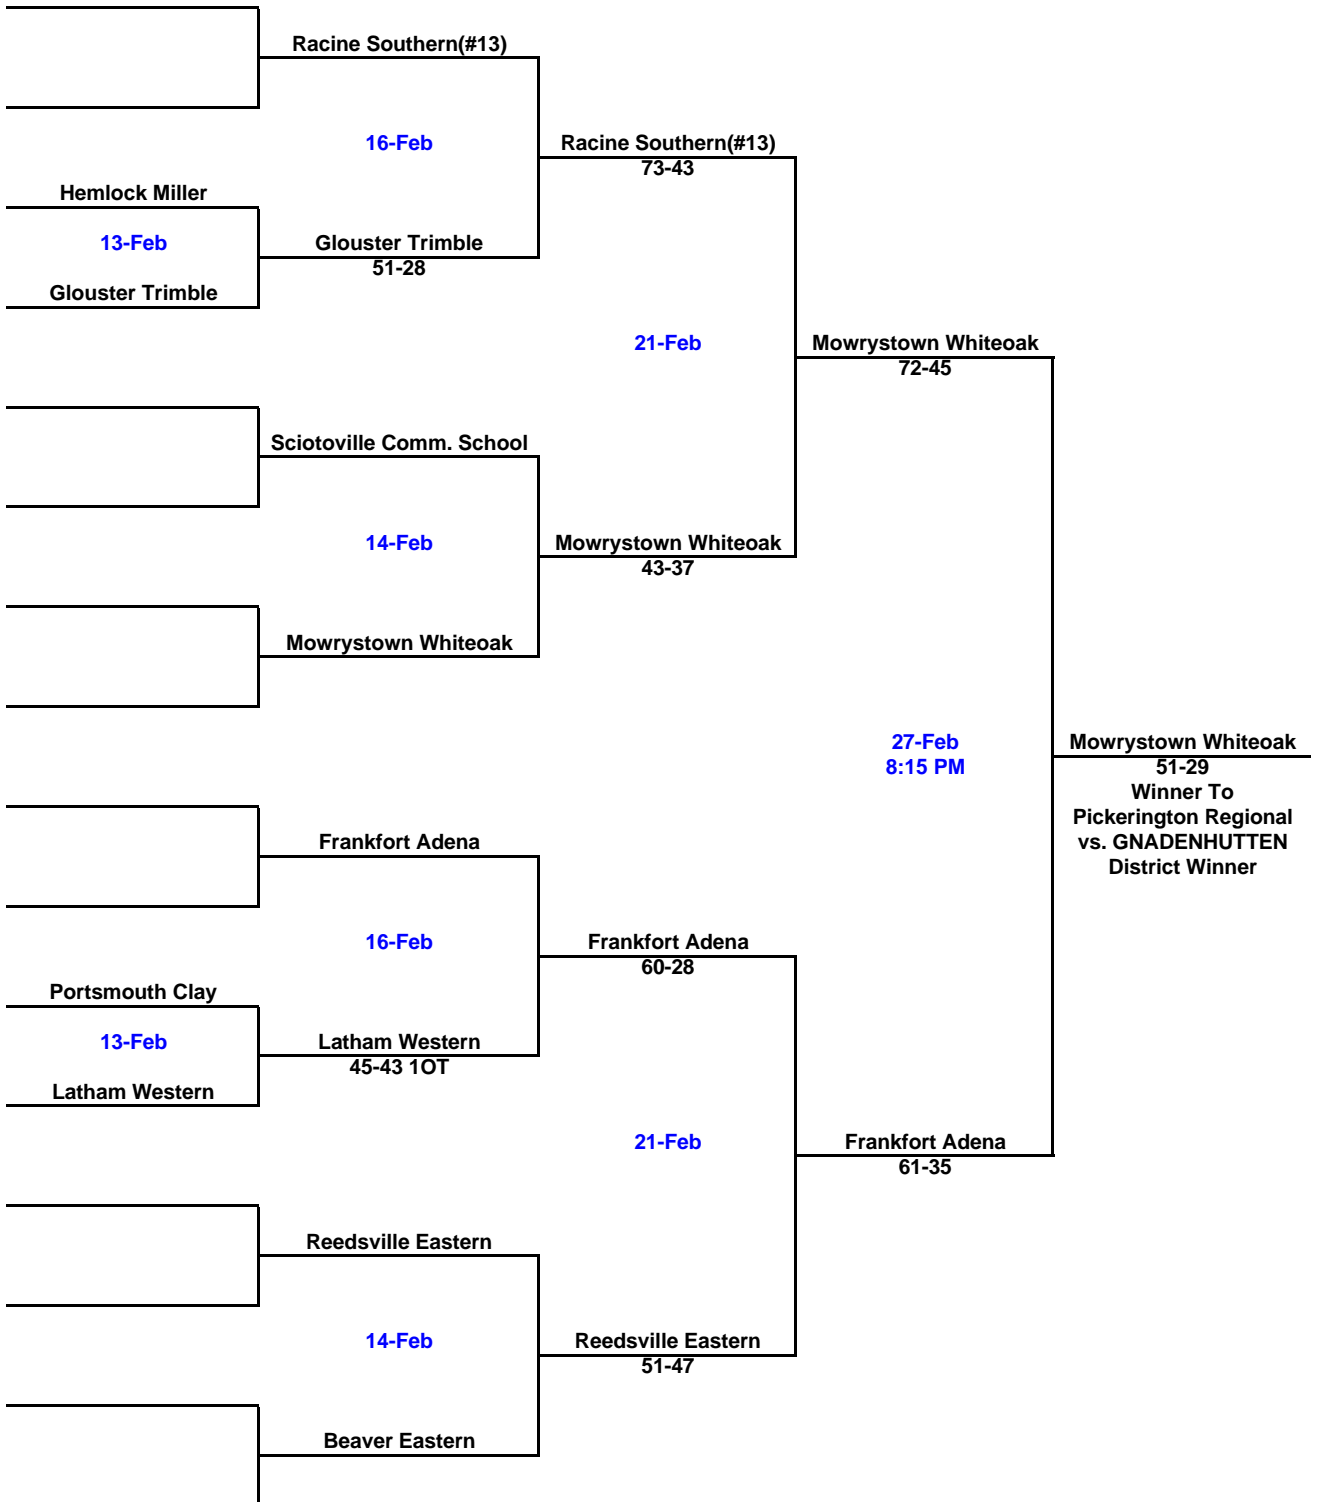 Racine Southern(#13)
16-Feb
Racine Southern(#13)
73-43
Hemlock Miller
13-Feb
Glouster Trimble
51-28
Glouster Trimble
21-Feb
Mowrystown Whiteoak
72-45
Sciotoville Comm. School
14-Feb
Mowrystown Whiteoak
43-37
Mowrystown Whiteoak
27-Feb
8:15 PM
Mowrystown Whiteoak
51-29
Winner To
Pickerington Regional
vs. GNADENHUTTEN
District Winner
Frankfort Adena
16-Feb
Frankfort Adena
60-28
Portsmouth Clay
13-Feb
Latham Western
45-43 1OT
Latham Western
21-Feb
Frankfort Adena
61-35
Reedsville Eastern
14-Feb
Reedsville Eastern
51-47
Beaver Eastern